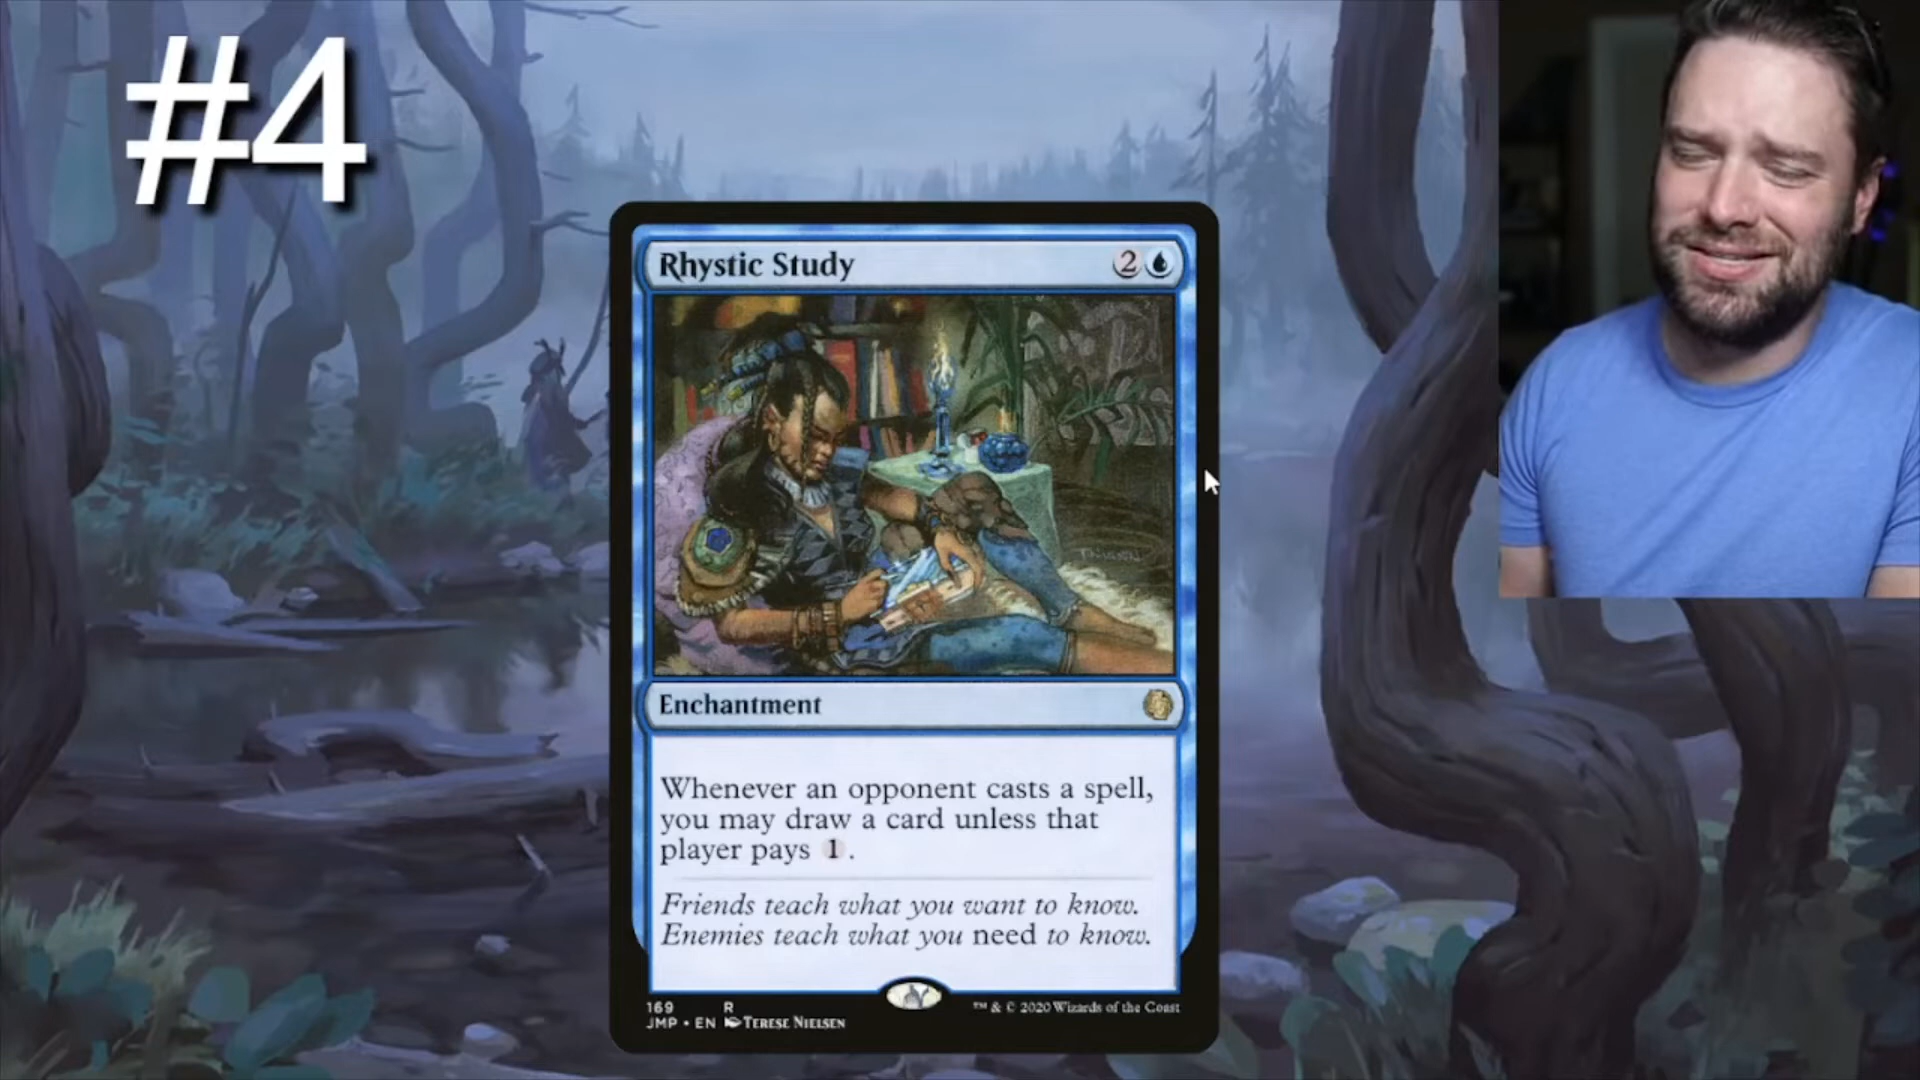 #4
Rhystic Study 2
Enchantment
Whenever an opponent casts a spell,
you may draw a card unless that
player pays 1.
Friends teach what you want to know.
Enemies teach what you need to know.
169 R
JMP • EN TERESE NIELSEN
™ & © 2020 Wizards of the Coast